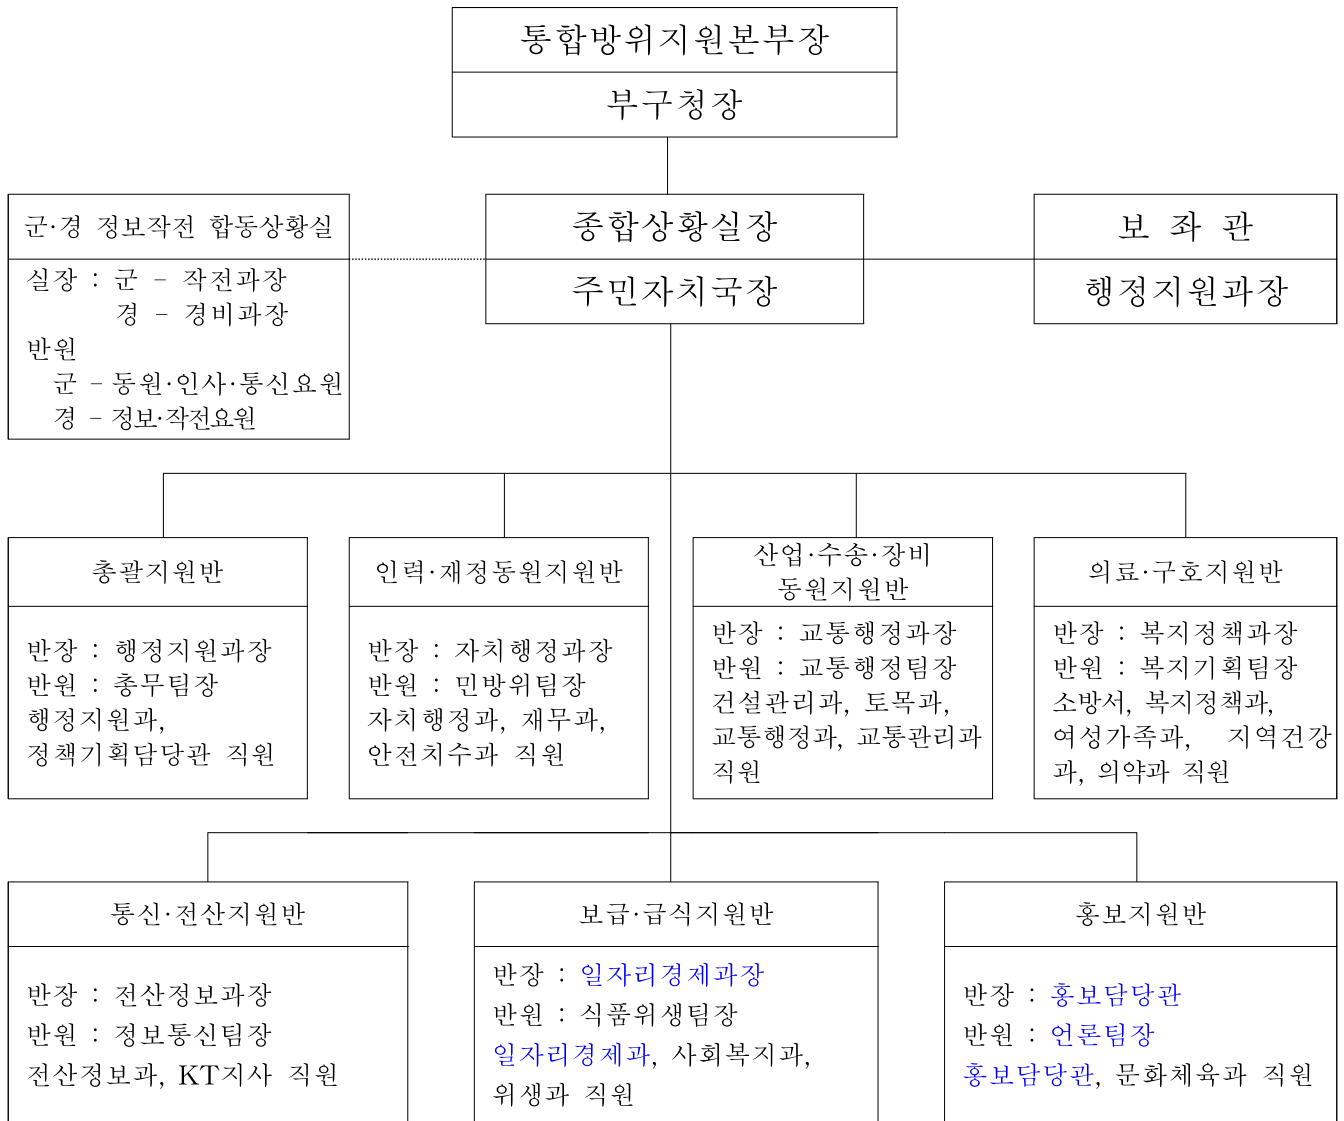 통합방위지원본부장
부구청장
군·경 정보작전 합동상황실
실장 : 군 - 작전과장
경 - 경비과장
반원
군 - 동원·인사·통신요원
경 - 정보·작전요원
종합상황실장
주민자치국장
보 좌 관
행정지원과장
총괄지원반
반장 : 행정지원과장
반원 : 총무팀장
행정지원과,
정책기획담당관 직원
인력·재정동원지원반
반장 : 자치행정과장
반원 : 민방위팀장
자치행정과, 재무과,
안전치수과 직원
산업·수송·장비
동원지원반
반장 : 교통행정과장
반원 : 교통행정팀장
건설관리과, 토목과,
교통행정과, 교통관리과
직원
의료·구호지원반
반장 : 복지정책과장
반원 : 복지기획팀장
소방서, 복지정책과,
여성가족과, 지역건강
과, 의약과 직원
통신·전산지원반
반장 : 전산정보과장
반원 : 정보통신팀장
전산정보과, KT지사 직원
보급·급식지원반
반장 : 일자리경제과장
반원 : 식품위생팀장
일자리경제과, 사회복지과,
위생과 직원
홍보지원반
반장 : 홍보담당관
반원 : 언론팀장
홍보담당관, 문화체육과 직원